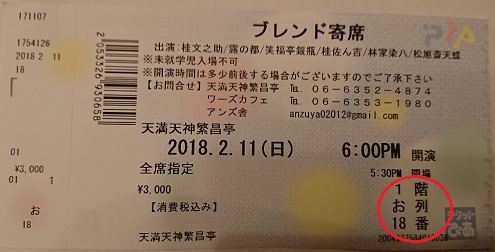 171107
1754126
2018 2 11
18
01
01
¥3,000
お
18
2053326930658
ブレンド寄席
PIA
出演:桂文之助/露の都/笑福亭銀瓶/桂佐ん吉/林家染八/松旭斎天蝶
※未就学児入場不可
※開演時間は多少前後する場合がございますのでご了承下さい
【お問合せ】天満天神繁昌亭 TEL 06-6352-4874
ワーズカフェ TEL 06-6353-1980
アンズ舎 anzuya02012@gmail.com
天満天神繁昌亭
2018.2.11(日) 6:00PM 開演
全席指定 5:30PM 開場
¥3,000 1 階
お 列
【消費税込み】 18 番
天満天神繁昌亭